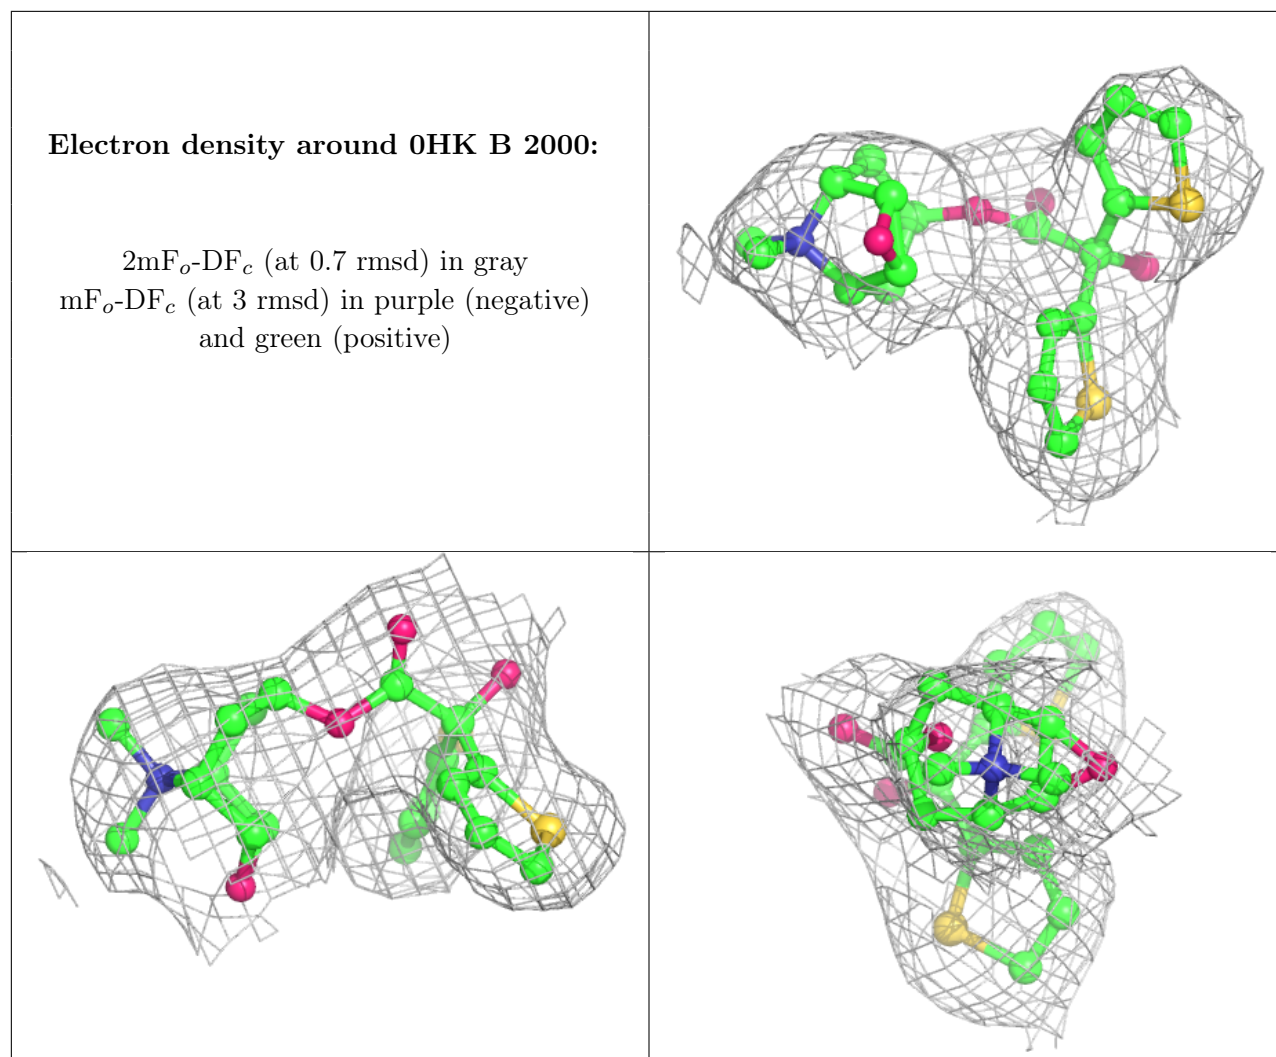 Electron density around 0HK B 2000:
2mFo-DFc (at 0.7 rmsd) in gray
mFo-DFc (at 3 rmsd) in purple (negative)
and green (positive)